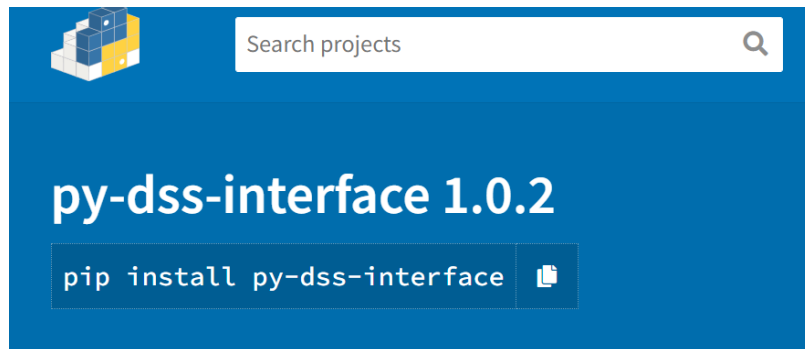 Search projects
py-dss-interface 1.0.2
pip install py-dss-interface